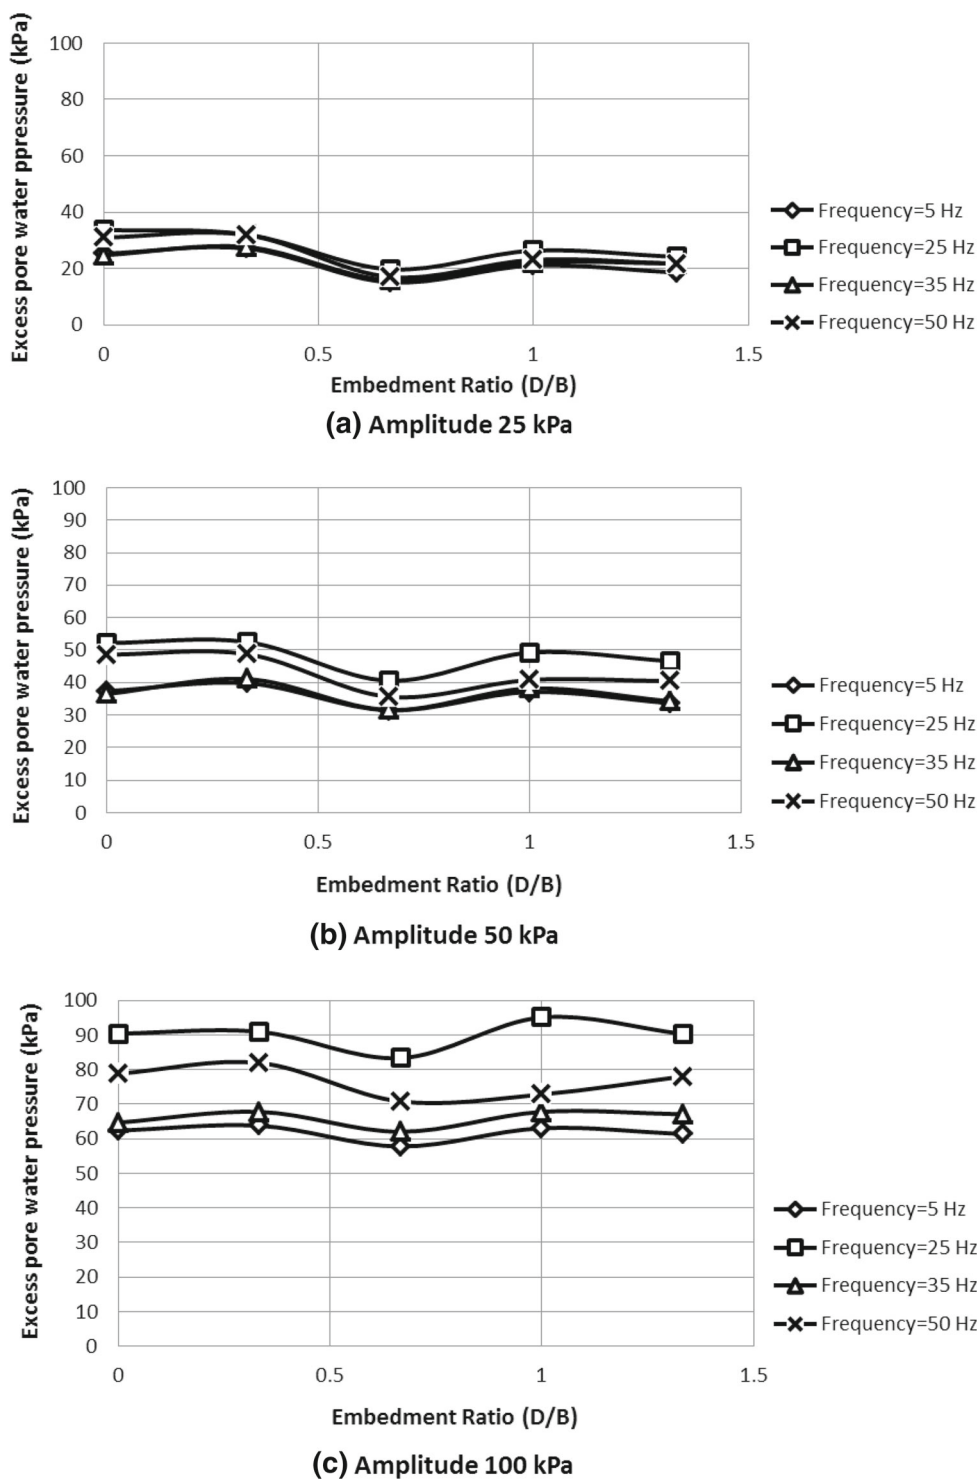 Excess pore water ppressure (kPa)
100
80
60
40
20
0
0 0.5 1 1.5
Embedment Ratio (D/B)
Frequency=5 Hz
Frequency=25 Hz
Frequency=35 Hz
Frequency=50 Hz
(a) Amplitude 25 kPa
Excess pore water pressure (kPa)
100
90
80
70
60
50
40
30
20
10
0
0 0.5 1 1.5
Embedment Ratio (D/B)
Frequency=5 Hz
Frequency=25 Hz
Frequency=35 Hz
Frequency=50 Hz
(b) Amplitude 50 kPa
Excess pore water pressure (kPa)
100
90
80
70
60
50
40
30
20
10
0
0 0.5 1 1.5
Embedment Ratio (D/B)
Frequency=5 Hz
Frequency=25 Hz
Frequency=35 Hz
Frequency=50 Hz
(c) Amplitude 100 kPa